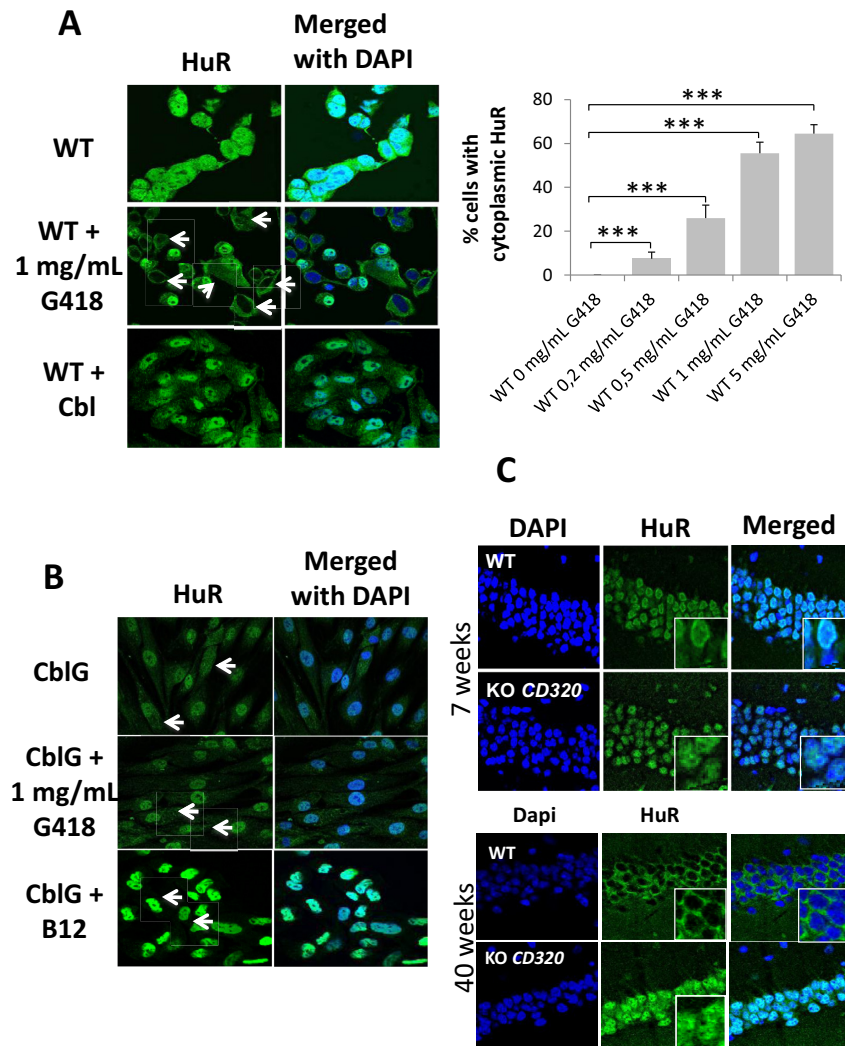 A
HuR
Merged
with DAPI
WT
WT +
1 mg/mL
G418
WT +
Cbl
% cells with
cytoplasmic HuR
80
60
40
20
0
***
***
***
***
WT 0 mg/mL G418
WT 0,2 mg/mL G418
WT 0,5 mg/mL G418
WT 1 mg/mL G418
WT 5 mg/mL G418
B
HuR
Merged
with DAPI
CblG
CblG +
1 mg/mL
G418
CblG +
B12
C
DAPI
HuR
Merged
7 weeks
WT
KO CD320
Dapi
HuR
40 weeks
WT
KO CD320